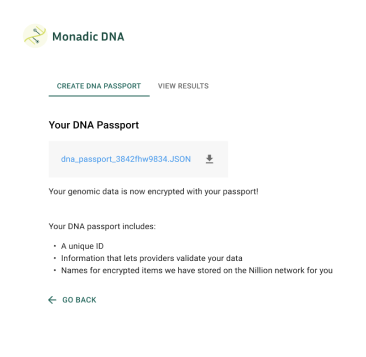 Monadic DNA
CREATE DNA PASSPORT VIEW RESULTS
Your DNA Passport
dna_passport_3842fhw9834.JSON
Your genomic data is now encrypted with your passport!
Your DNA passport includes:
• A unique ID
• Information that lets providers validate your data
• Names for encrypted items we have stored on the Nillion network for you
← GO BACK